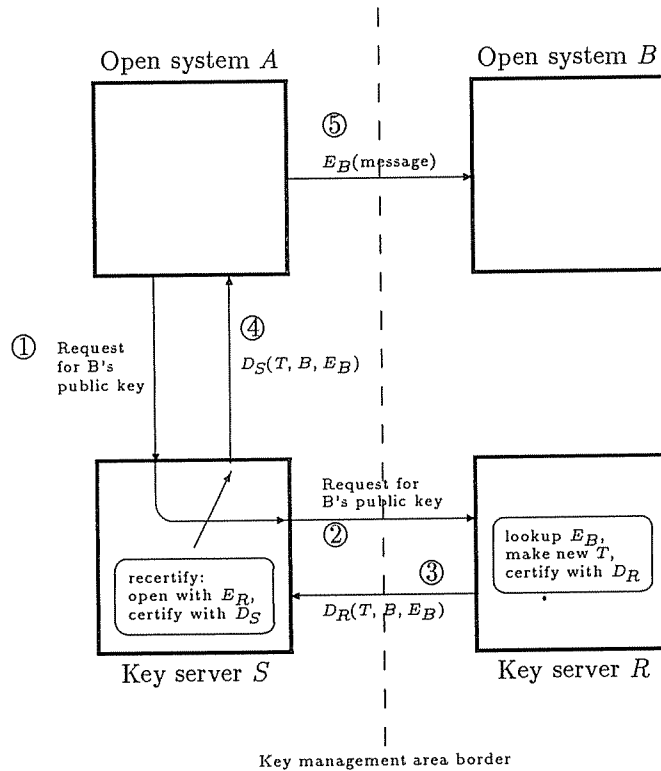 Open system A
Open system B
⑤
E_B(message)
①
Request
for B's
public key
④
D_S(T, B, E_B)
Request for
B's public key
②
③
lookup E_B,
make new T,
certify with D_R
recertify:
open with E_R,
certify with D_S
D_R(T, B, E_B)
Key server S
Key server R
Key management area border